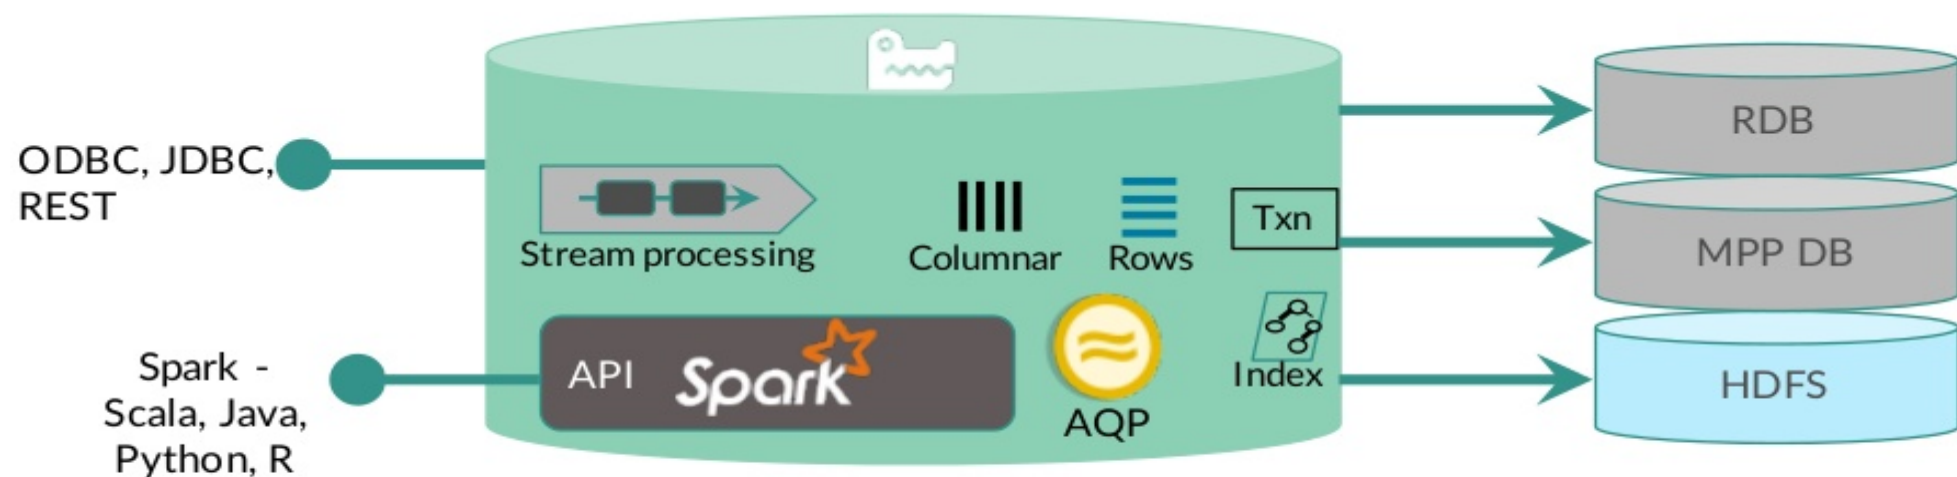 ODBC, JDBC,
REST
Spark -
Scala, Java,
Python, R
Stream processing
Columnar
Rows
Txn
API Spark
AQP
Index
RDB
MPP DB
HDFS